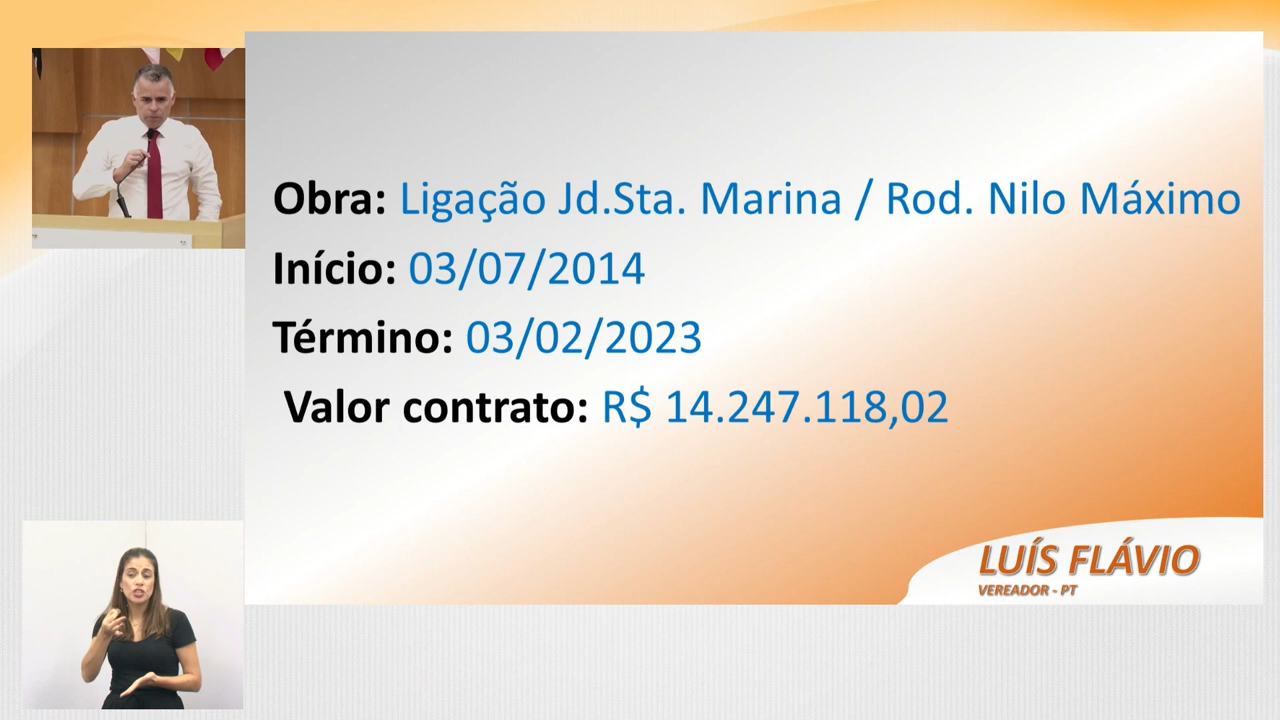 Obra: Ligação Jd.Sta. Marina / Rod. Nilo Máximo
Início: 03/07/2014
Término: 03/02/2023
Valor contrato: R$ 14.247.118,02
LUÍS FLÁVIO
VEREADOR - PT